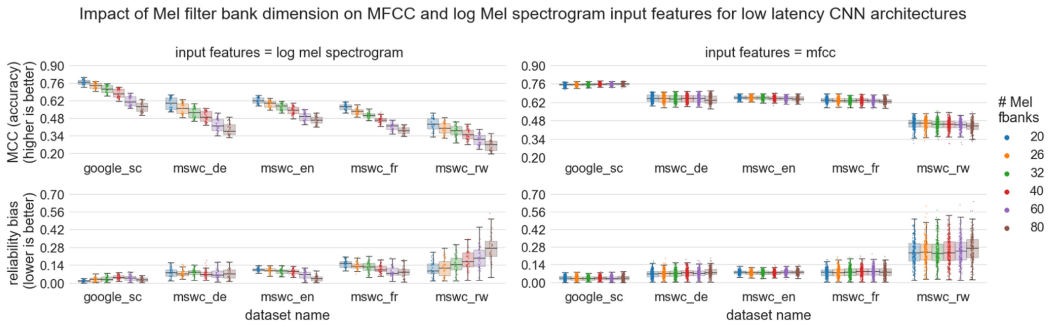 Impact of Mel filter bank dimension on MFCC and log Mel spectrogram input features for low latency CNN architectures
input features = log mel spectrogram
input features = mfcc
MCC (accuracy)
(higher is better)
0.90
0.76
0.62
0.48
0.34
0.20
google_sc mswc_de mswc_en mswc_fr mswc_rw
0.90
0.76
0.62
0.48
0.34
0.20
google_sc mswc_de mswc_en mswc_fr mswc_rw
reliability bias
(lower is better)
0.70
0.56
0.42
0.28
0.14
0.00
google_sc mswc_de mswc_en mswc_fr mswc_rw
dataset name
0.70
0.56
0.42
0.28
0.14
0.00
google_sc mswc_de mswc_en mswc_fr mswc_rw
dataset name
# Mel
fbanks
20
26
32
40
60
80